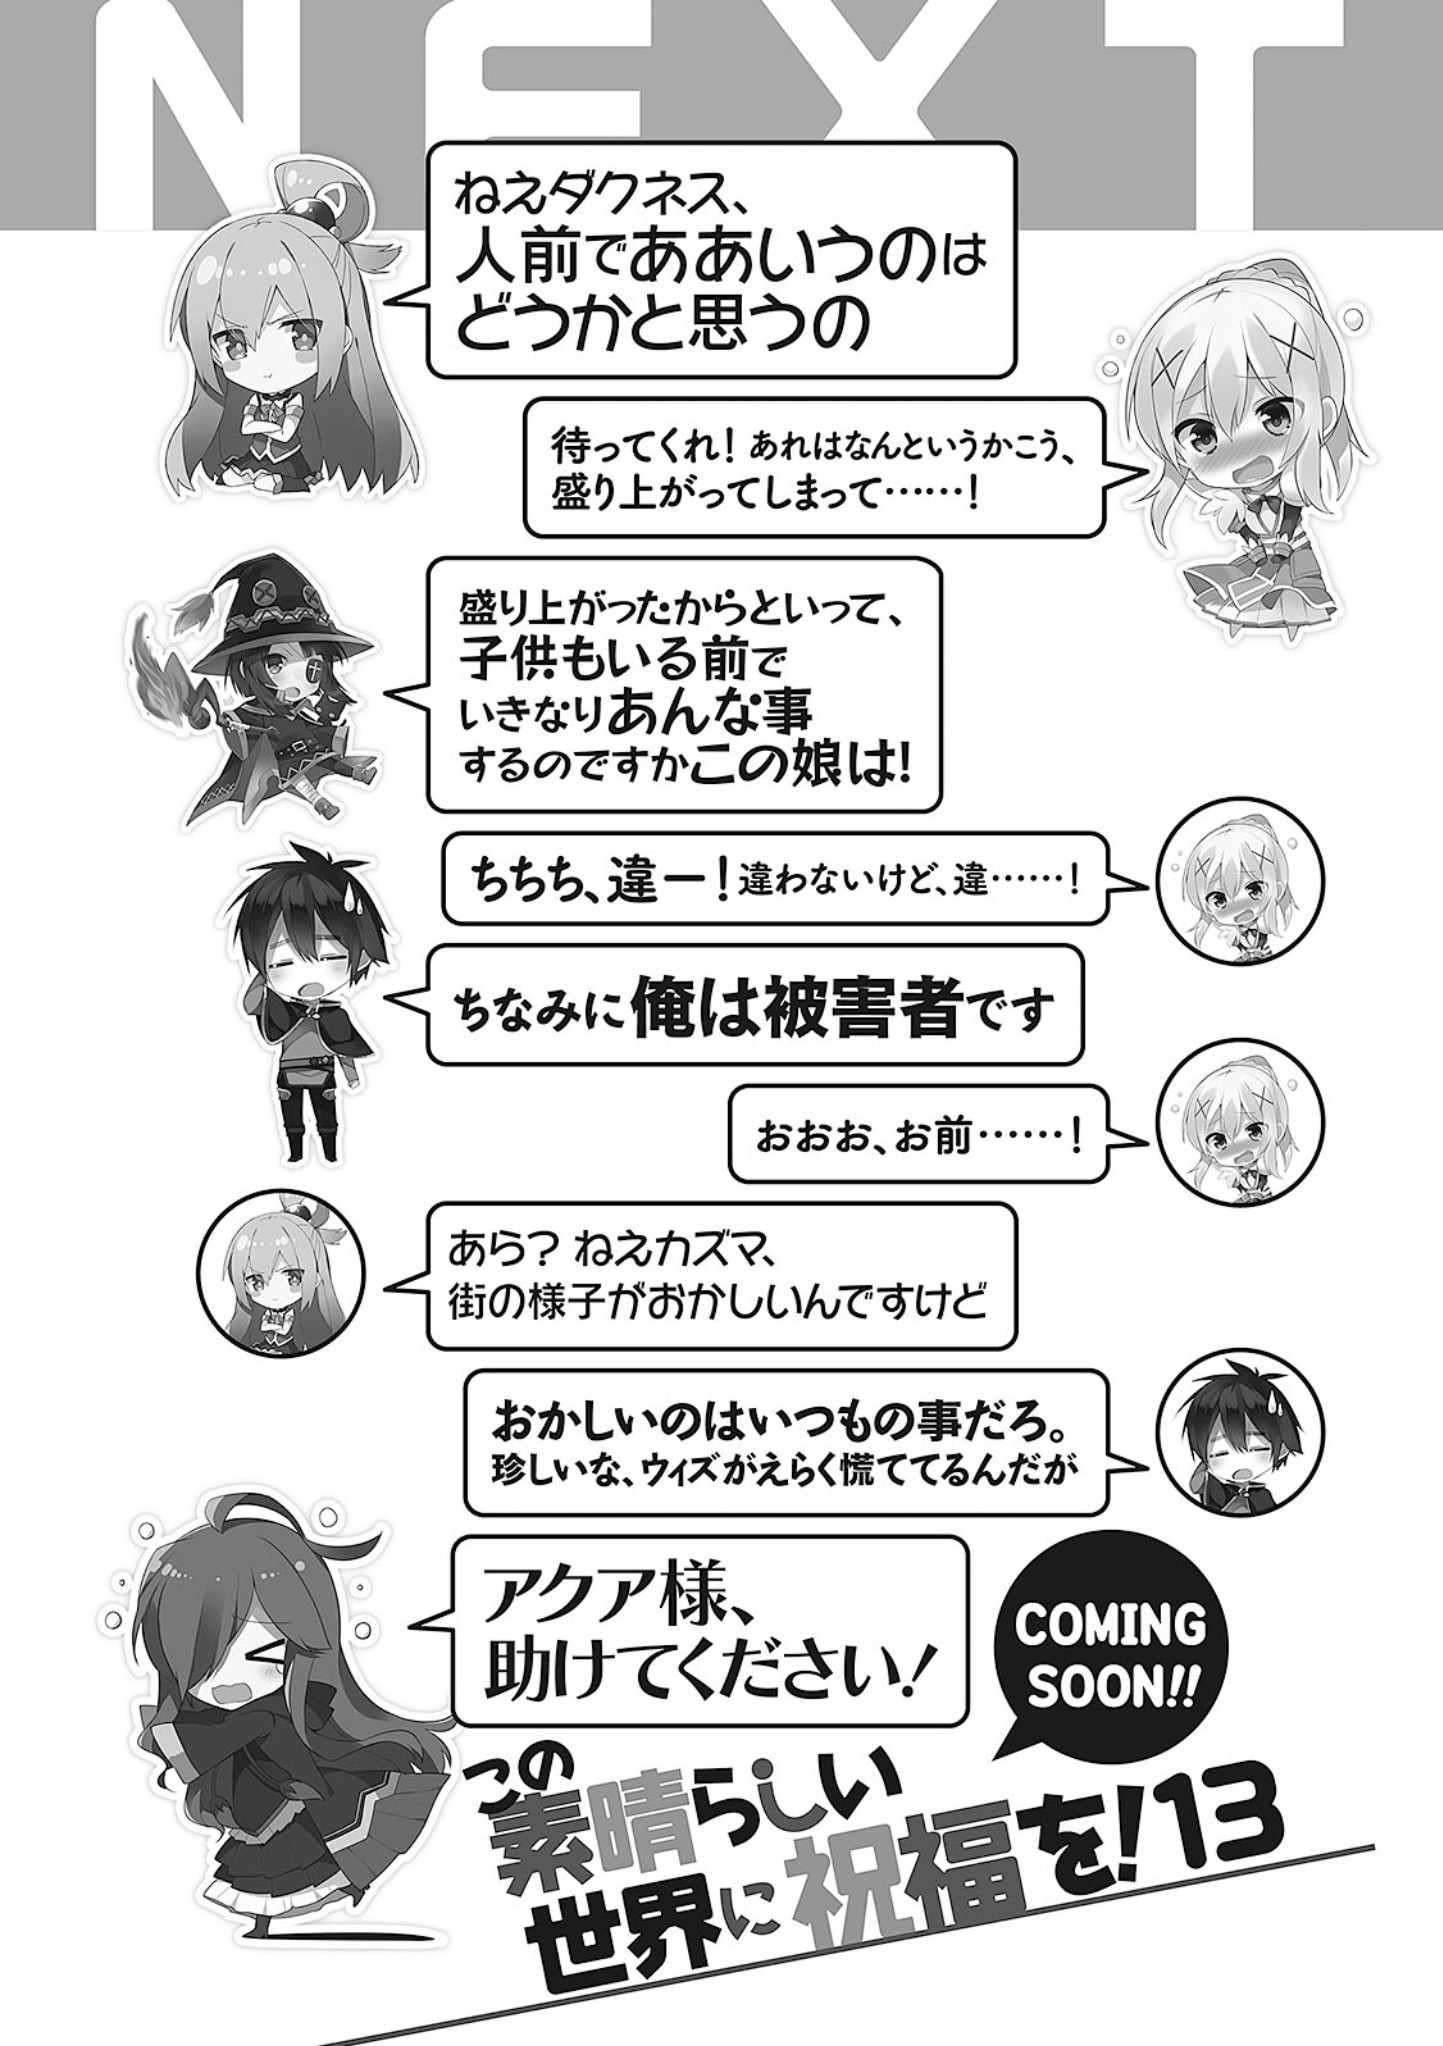 NEXT
ねえダクネス、
人前でああいうのは
どうかと思うの
待ってくれ！あれはなんというかこう、
盛り上がってしまって……！
盛り上がったからといって、
子供もいる前で
いきなりあんな事
するのですかこの娘は！
ちちち、違ー！違わないけど、違……！
ちなみに俺は被害者です
おおお、お前……！
あら？ねえカズマ、
街の様子がおかしいんですけど
おかしいのはいつもの事だろ。
珍しいな、ウィズがえらく慌ててるんだが
アクア様、
助けてください！
COMING
SOON!!
この
素晴らしい
世界に祝福を！13